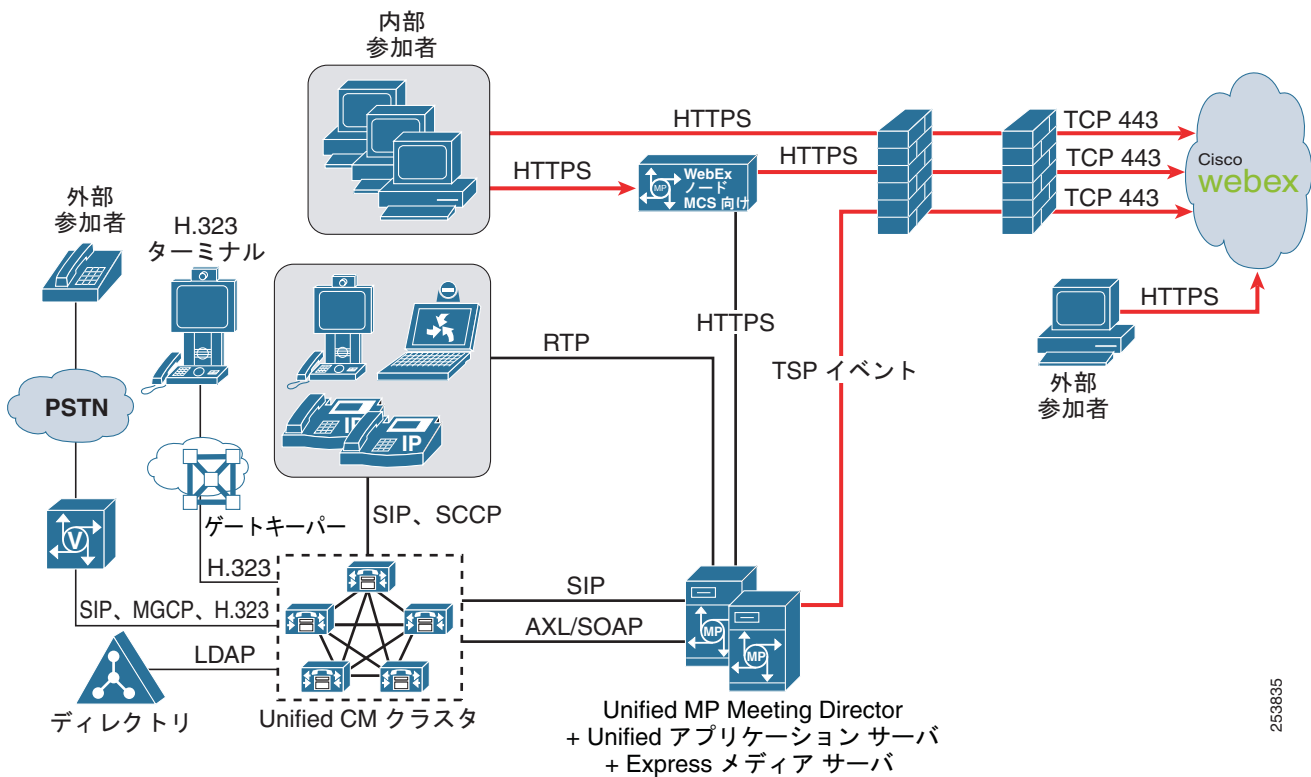 内部
参加者
HTTPS
TCP 443
HTTPS
MP
WebEx
ノード
MCS 向け
HTTPS
TCP 443
TCP 443
Cisco
webex
外部
参加者
H.323
ターミナル
HTTPS
外部
参加者
HTTPS
RTP
TSP イベント
PSTN
IP
IP
V
ゲートキーパー
SIP、SCCP
H.323
SIP、MGCP、H.323
LDAP
SIP
AXL/SOAP
MP
MP
ディレクトリ
Unified CM クラスタ
Unified MP Meeting Director
+ Unified アプリケーション サーバ
+ Express メディア サーバ
253835